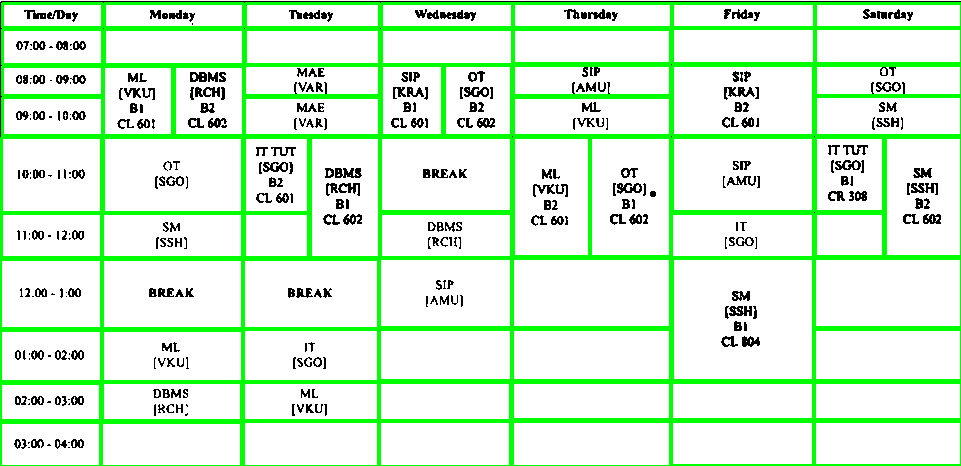 Time/Day Monday Tuesday Wednesday Thursday Friday Saturday
07:00 - 08:00
08:00 - 09:00
09:00 - 10:00
ML
[VKU]
B1
CL 601
DBMS
[RCH]
B2
CL 602
MAE
[VAR]
MAE
[VAR]
SIP
[KRA]
B1
CL 601
OT
[SGO]
B2
CL 602
SIP
[AMU]
ML
[VKU]
SIP
[KRA]
B2
CL 601
OT
[SGO]
SM
[SSH]
10:00 - 11:00
11:00 - 12:00
OT
[SGO]
SM
[SSH]
IT TUT
[SGO]
B2
CL 601
DBMS
[RCH]
B1
CL 602
BREAK
DBMS
[RCH]
ML
[VKU]
B2
CL 601
OT
[SGO]
B1
CL 602
SIP
[AMU]
IT
[SGO]
IT TUT
[SGO]
B1
CR 308
SM
[SSH]
B2
CL 602
12.00 - 1:00
BREAK
BREAK
SIP
[AMU]
SM
[SSH]
B1
CL 804
01:00 - 02:00
ML
[VKU]
IT
[SGO]
02:00 - 03:00
DBMS
[RCH]
ML
[VKU]
03:00 - 04:00